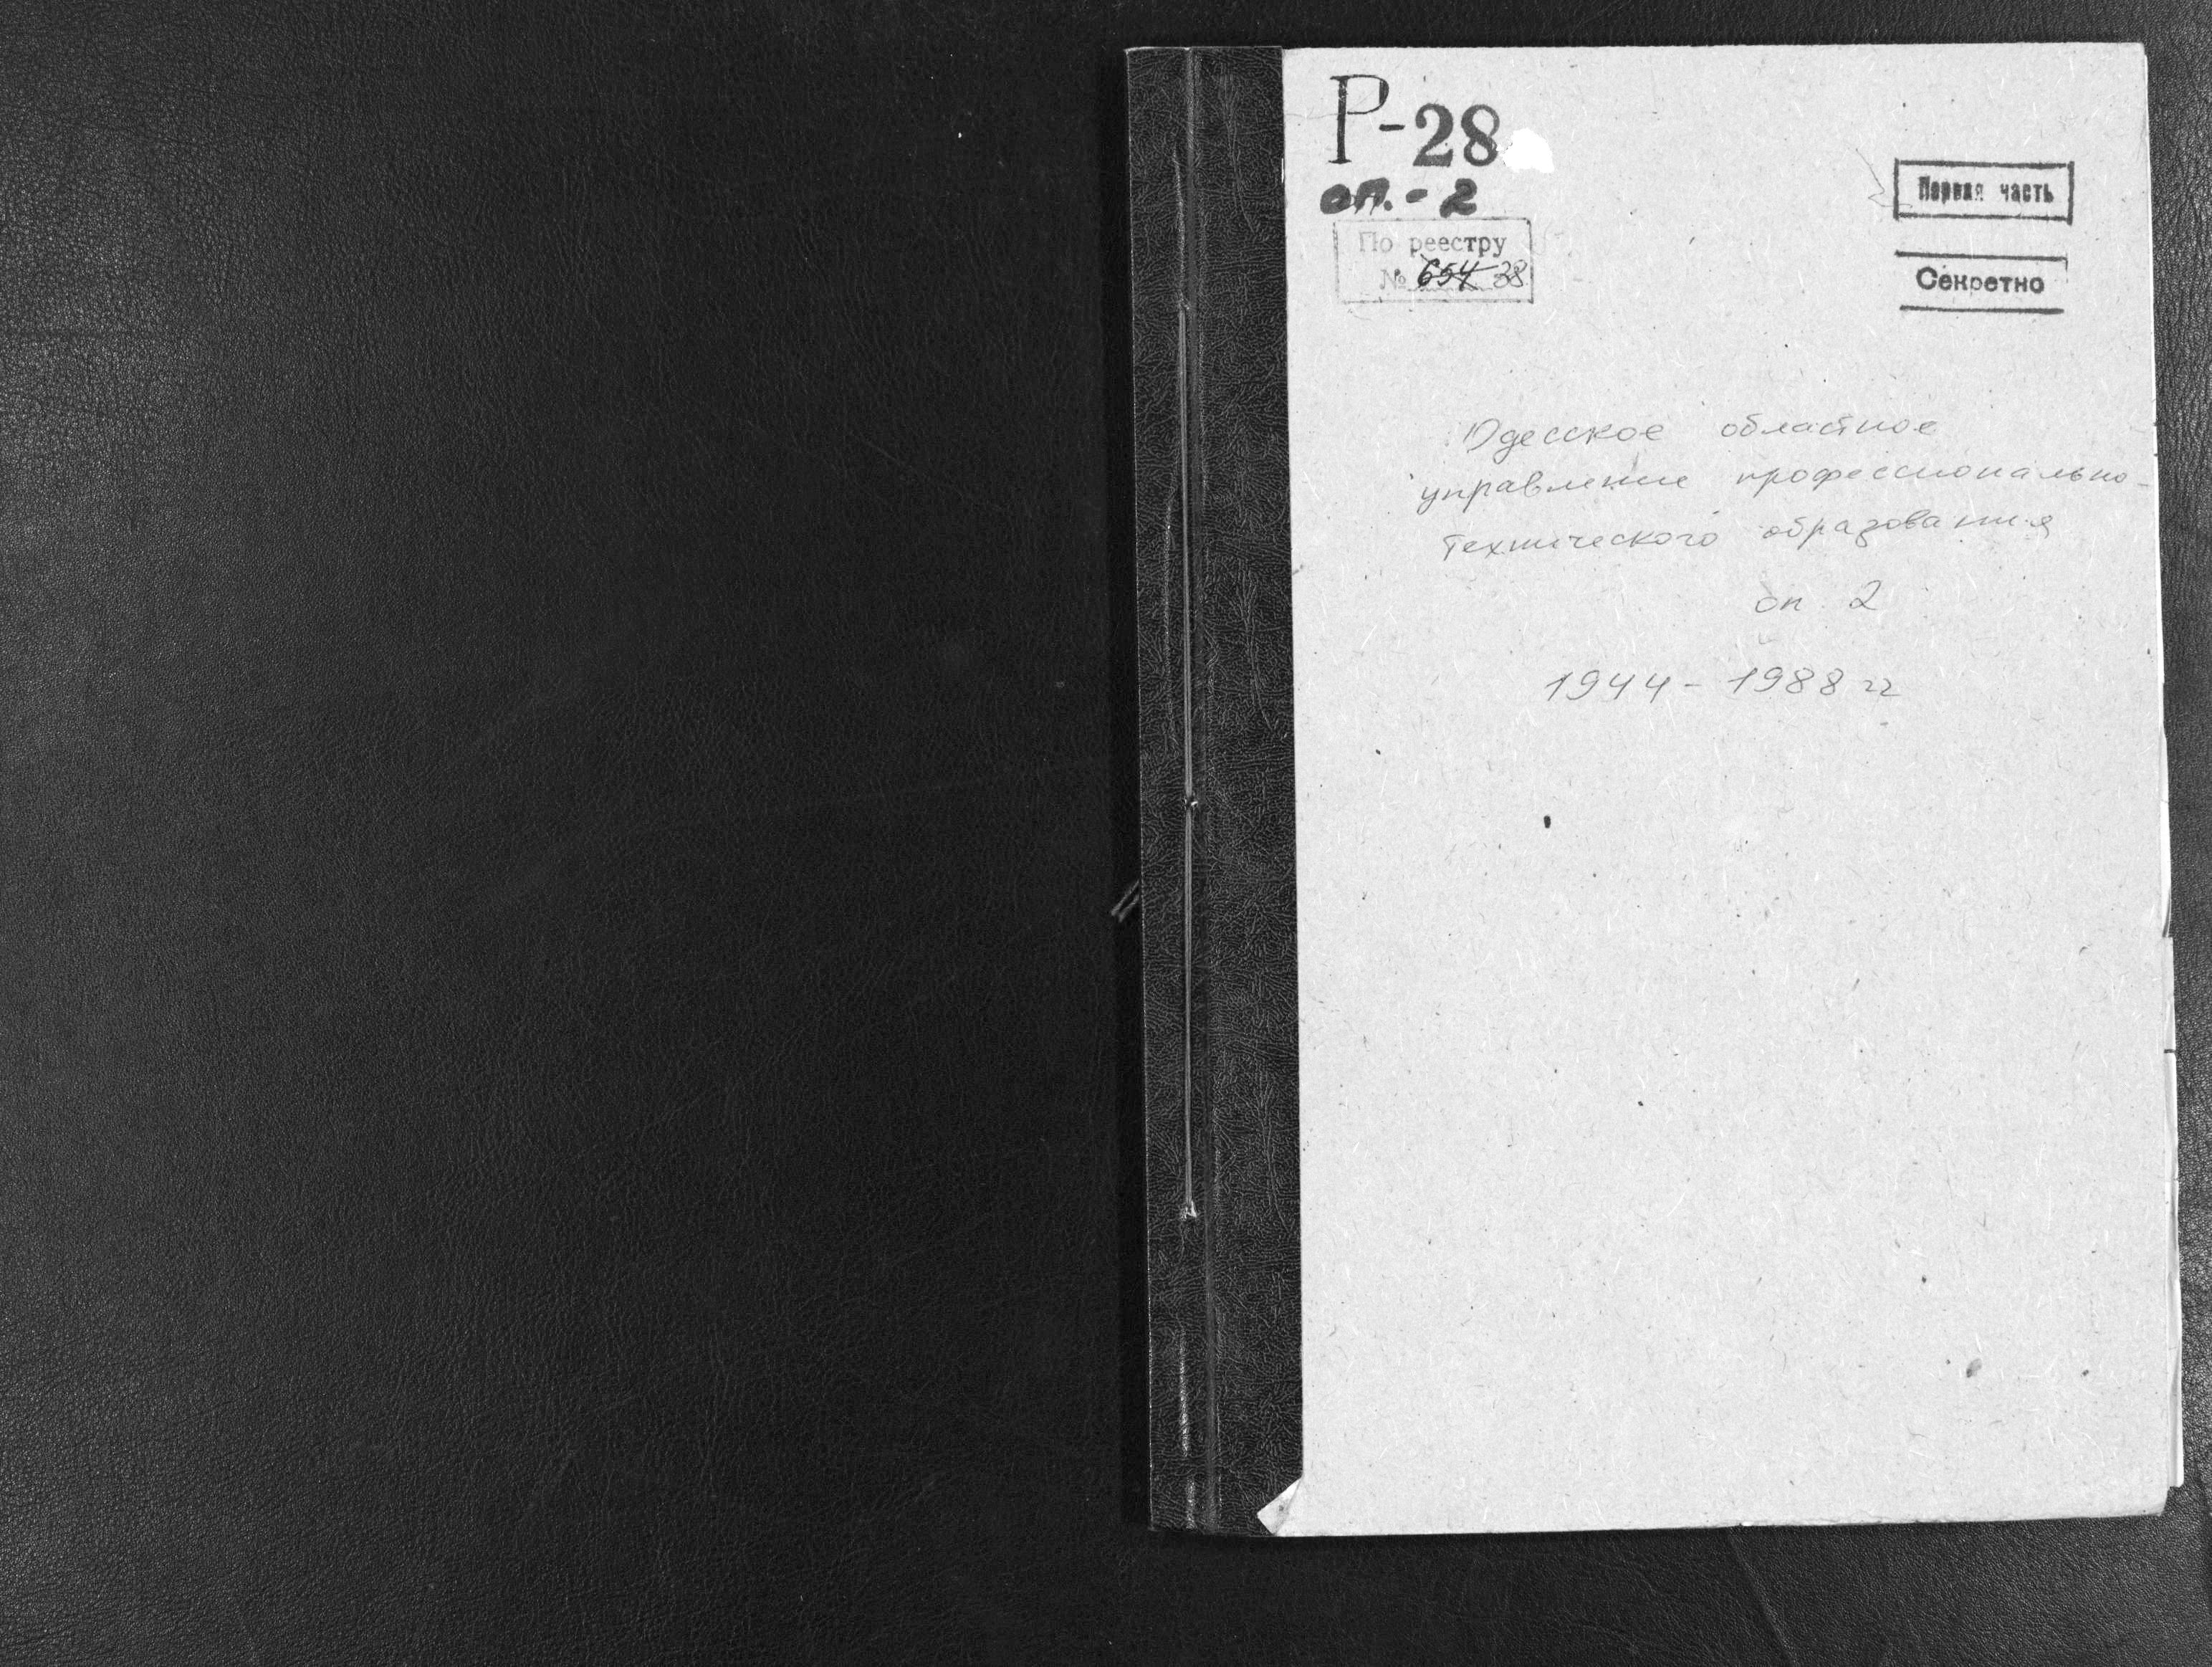 Р-28
оп.-2
По реестру
№ 654 38
Первая часть
Секретно
Одесское областное
управление профессионально-
технического образования
оп. 2
1944-1988 гг